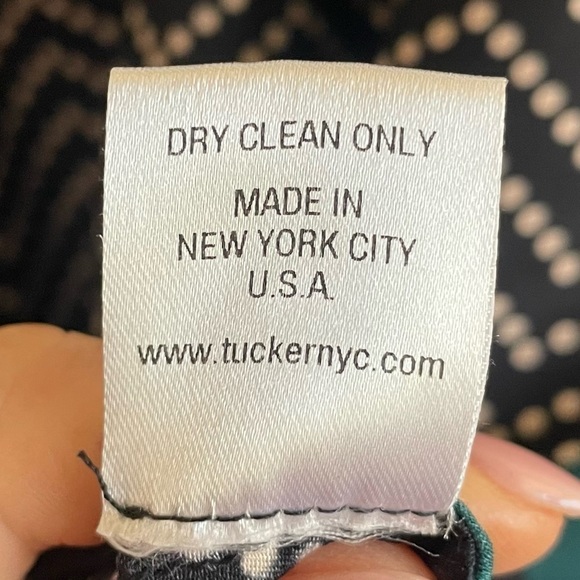 DRY CLEAN ONLY
MADE IN
NEW YORK CITY
U.S.A.
www.tuckernyc.com